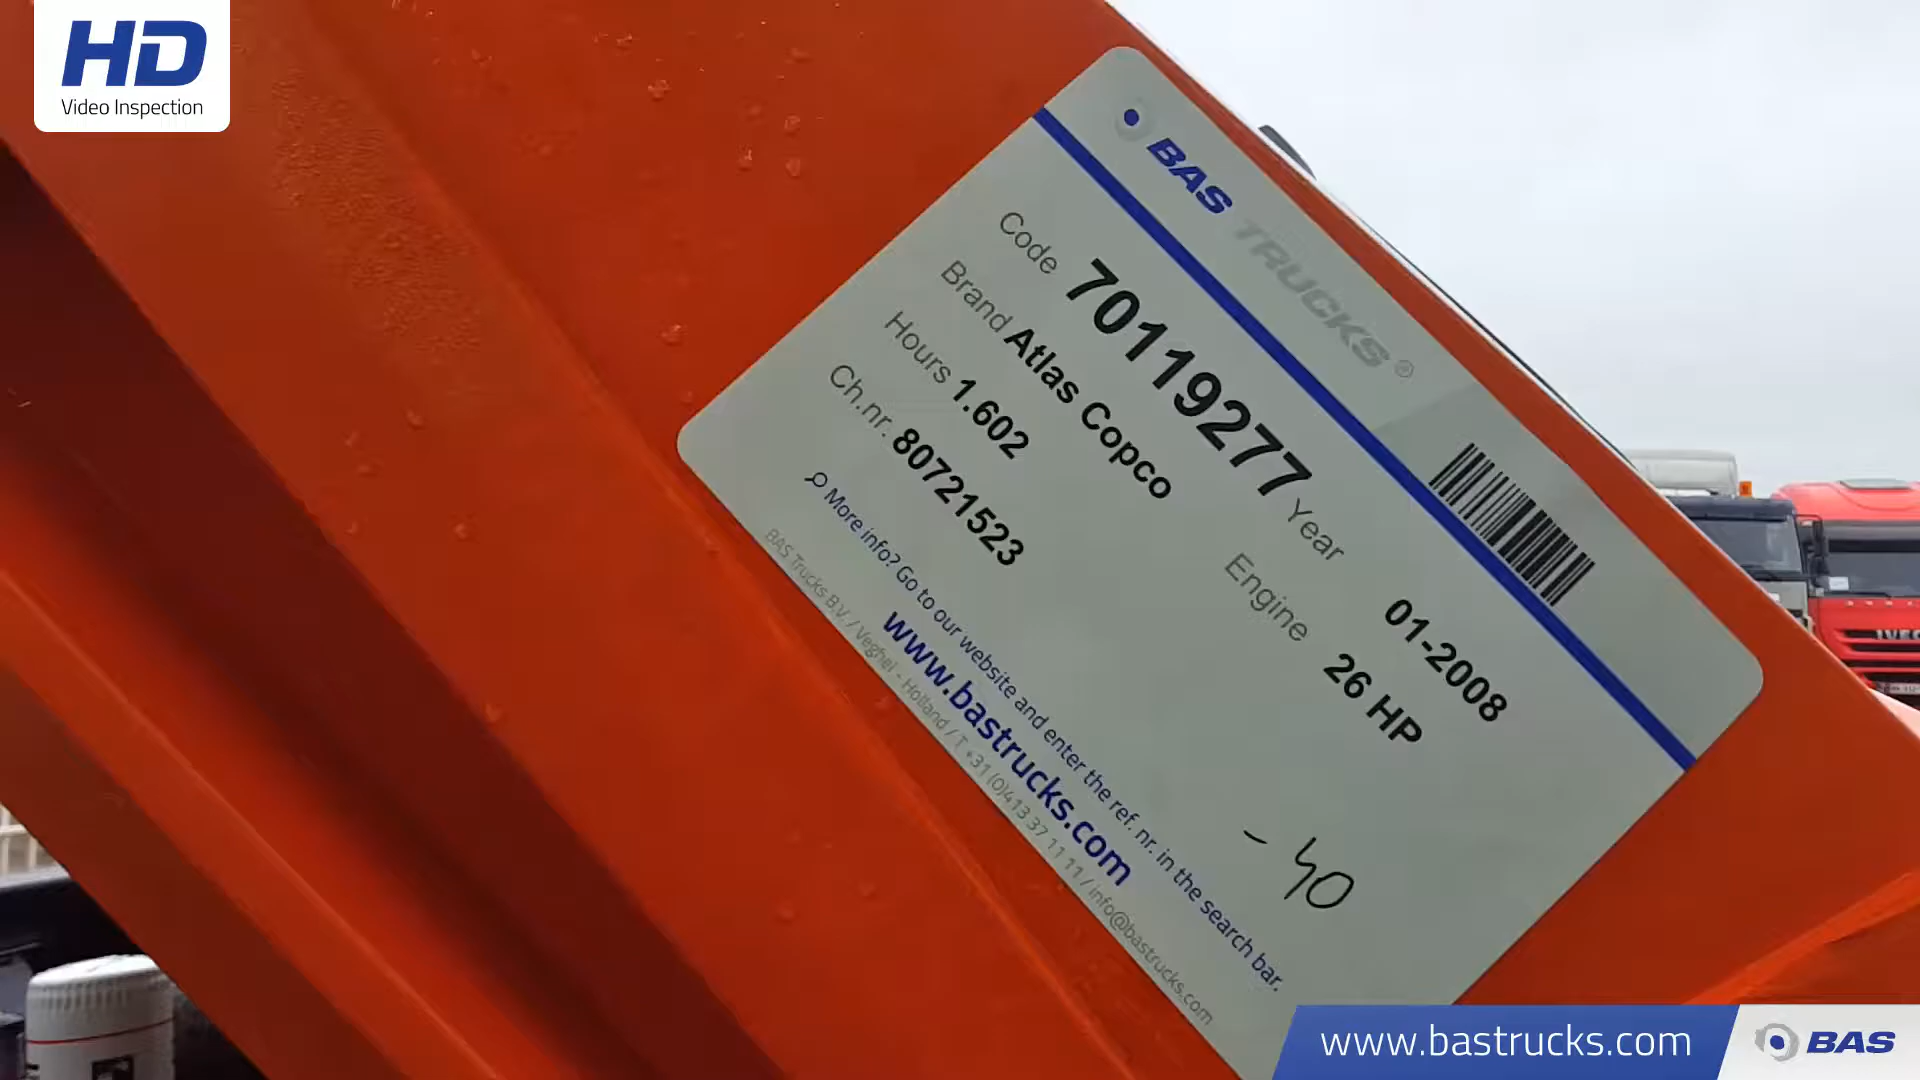 HD
Video Inspection
BAS TRUCKS®
Code 70119277
Brand Atlas Copco
Year 01-2008
Hours 1.602
Engine 26 HP
Ch.nr. 80721523
- 40
More info? Go to our website and enter the ref. nr. in the search bar.
www.bastrucks.com
BAS Trucks B.V. / Veghel - Holland / T +31 (0)413 37 11 11 / info@bastrucks.com
IVECO
www.bastrucks.com
BAS